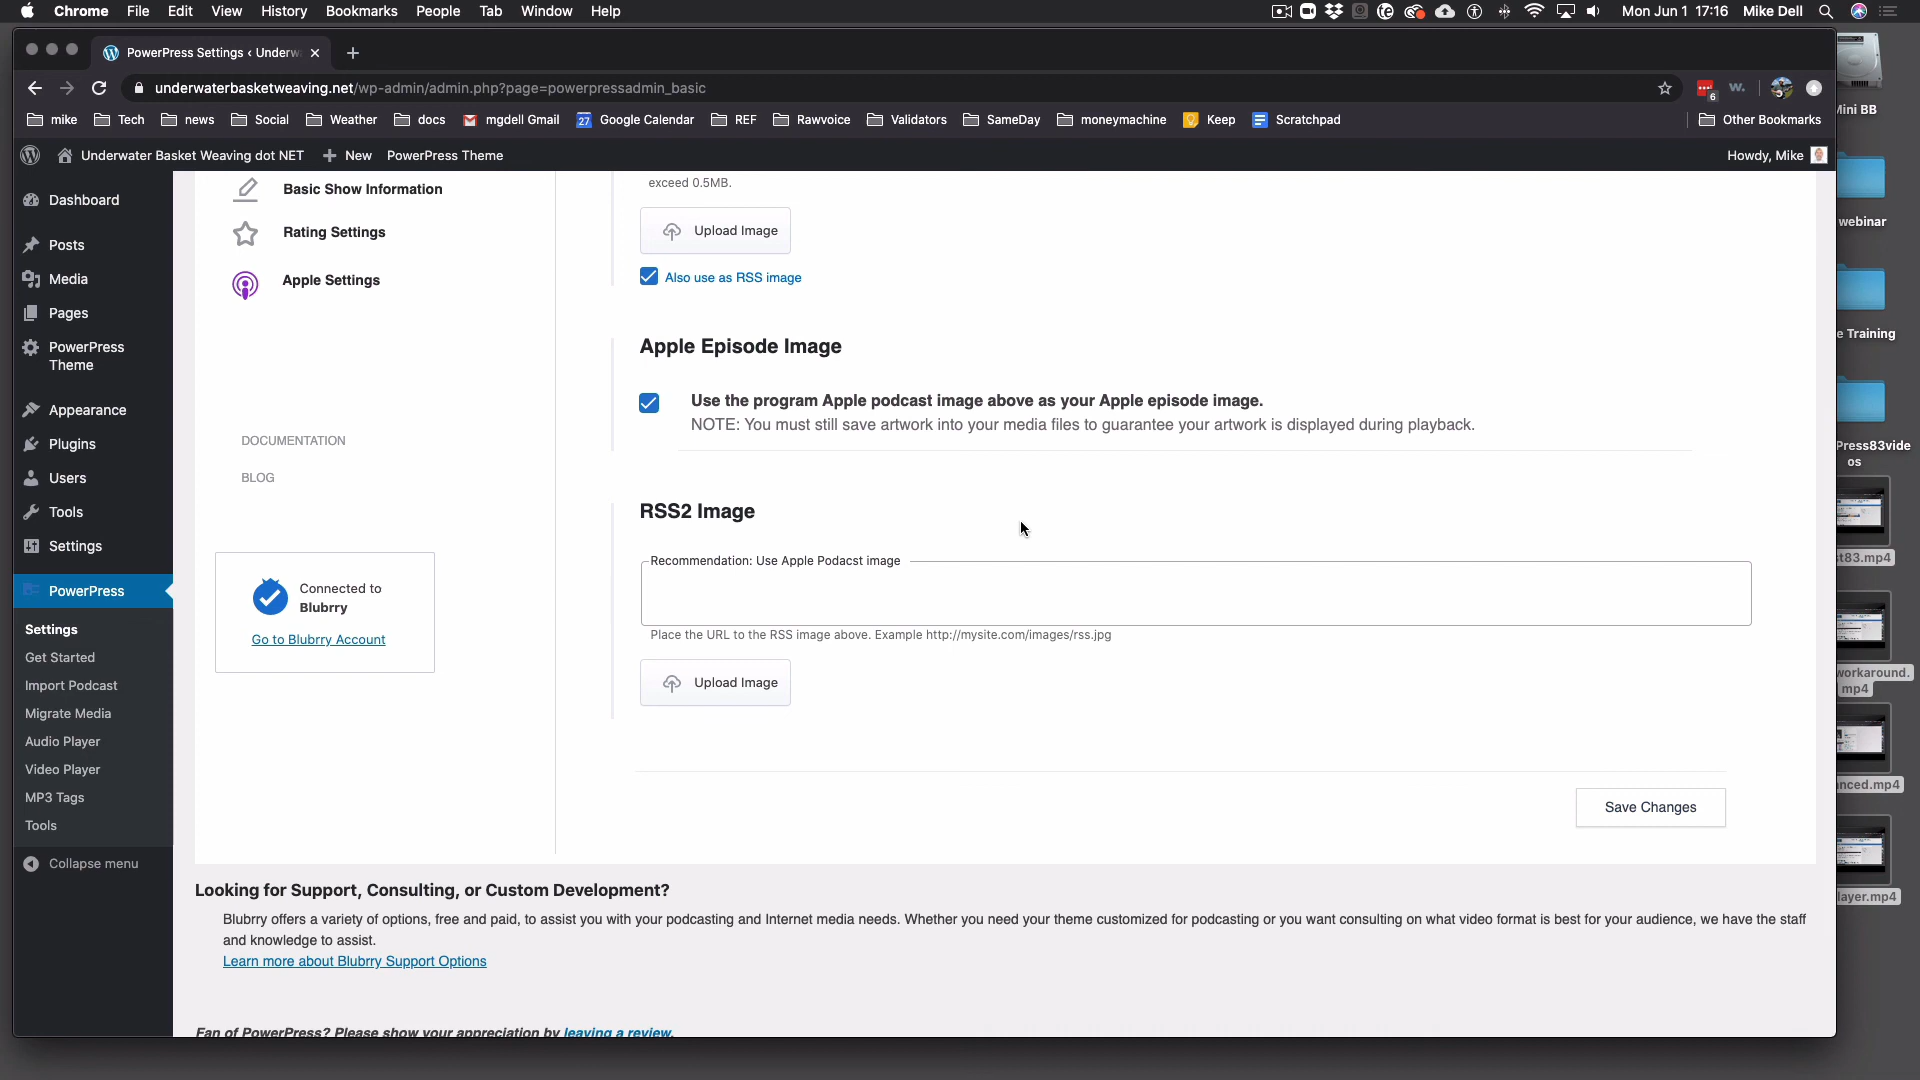 Chrome File Edit View History Bookmarks People Tab Window Help
Mon Jun 1 17:16 Mike Dell
PowerPress Settings ‹ Underw
underwaterbasketweaving.net/wp-admin/admin.php?page=powerpressadmin_basic
6
w.
mike Tech news Social Weather docs mgdell Gmail 27 Google Calendar REF Rawvoice Validators SameDay moneymachine Keep Scratchpad Other Bookmarks
Underwater Basket Weaving dot NET New PowerPress Theme Howdy, Mike
Dashboard
Posts
Media
Pages
PowerPress
Theme
Appearance
Plugins
Users
Tools
Settings
PowerPress
Settings
Get Started
Import Podcast
Migrate Media
Audio Player
Video Player
MP3 Tags
Tools
Collapse menu
Basic Show Information
Rating Settings
Apple Settings
DOCUMENTATION
BLOG
Connected to
Blubrry
Go to Blubrry Account
exceed 0.5MB.
Upload Image
Also use as RSS image
Apple Episode Image
Use the program Apple podcast image above as your Apple episode image.
NOTE: You must still save artwork into your media files to guarantee your artwork is displayed during playback.
RSS2 Image
Recommendation: Use Apple Podacst image
Place the URL to the RSS image above. Example http://mysite.com/images/rss.jpg
Upload Image
Save Changes
Looking for Support, Consulting, or Custom Development?
Blubrry offers a variety of options, free and paid, to assist you with your podcasting and Internet media needs. Whether you need your theme customized for podcasting or you want consulting on what video format is best for your audience, we have the staff
and knowledge to assist.
Learn more about Blubrry Support Options
Fan of PowerPress? Please show your appreciation by leaving a review.
Mini BB
webinar
e Training
Press83vide
os
st83.mp4
workaround.
mp4
anced.mp4
layer.mp4